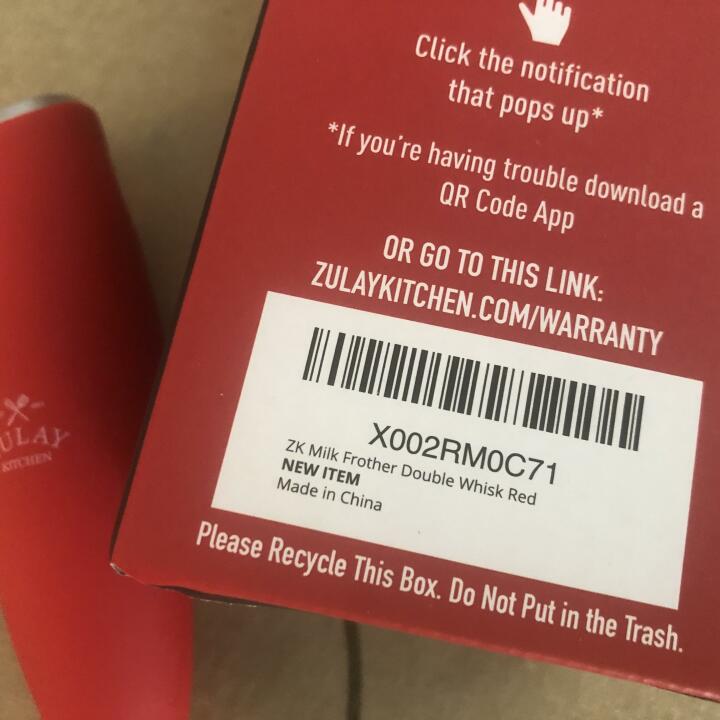 Click the notification
that pops up*
*If you're having trouble download a
QR Code App
OR GO TO THIS LINK:
ZULAYKITCHEN.COM/WARRANTY
X002RM0C71
ZK Milk Frother Double Whisk Red
NEW ITEM
Made in China
Please Recycle This Box. Do Not Put in the Trash.
ULAY
KITCHEN